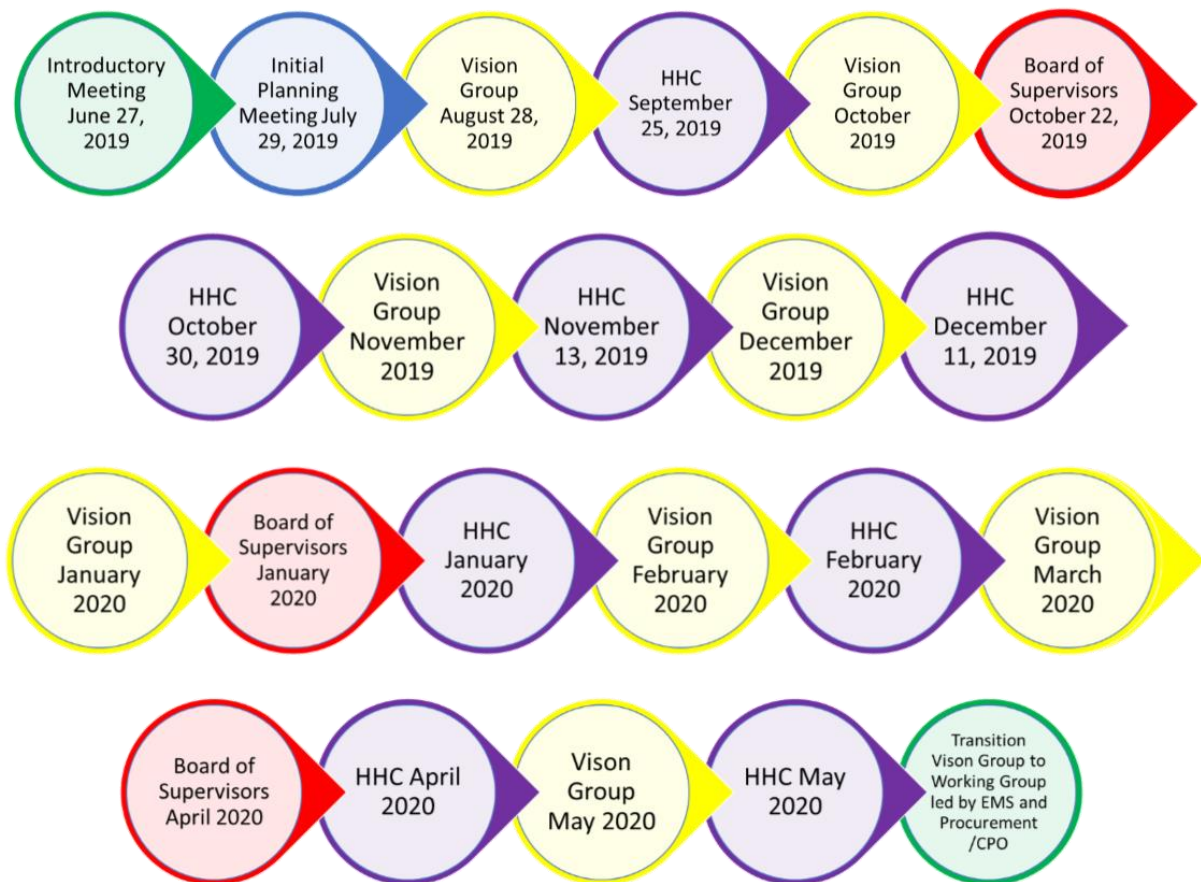 Introductory
Meeting
June 27,
2019
Initial
Planning
Meeting July
29, 2019
Vision
Group
August 28,
2019
HHC
September
25, 2019
Vision
Group
October
2019
Board of
Supervisors
October 22,
2019
HHC
October
30, 2019
Vision
Group
November
2019
HHC
November
13, 2019
Vision
Group
December
2019
HHC
December
11, 2019
Vision
Group
January
2020
Board of
Supervisors
January
2020
HHC
January
2020
Vision
Group
February
2020
HHC
February
2020
Vision
Group
March
2020
Board of
Supervisors
April 2020
HHC April
2020
Vison
Group
May 2020
HHC May
2020
Transition
Vison Group to
Working Group
led by EMS and
Procurement
/CPO